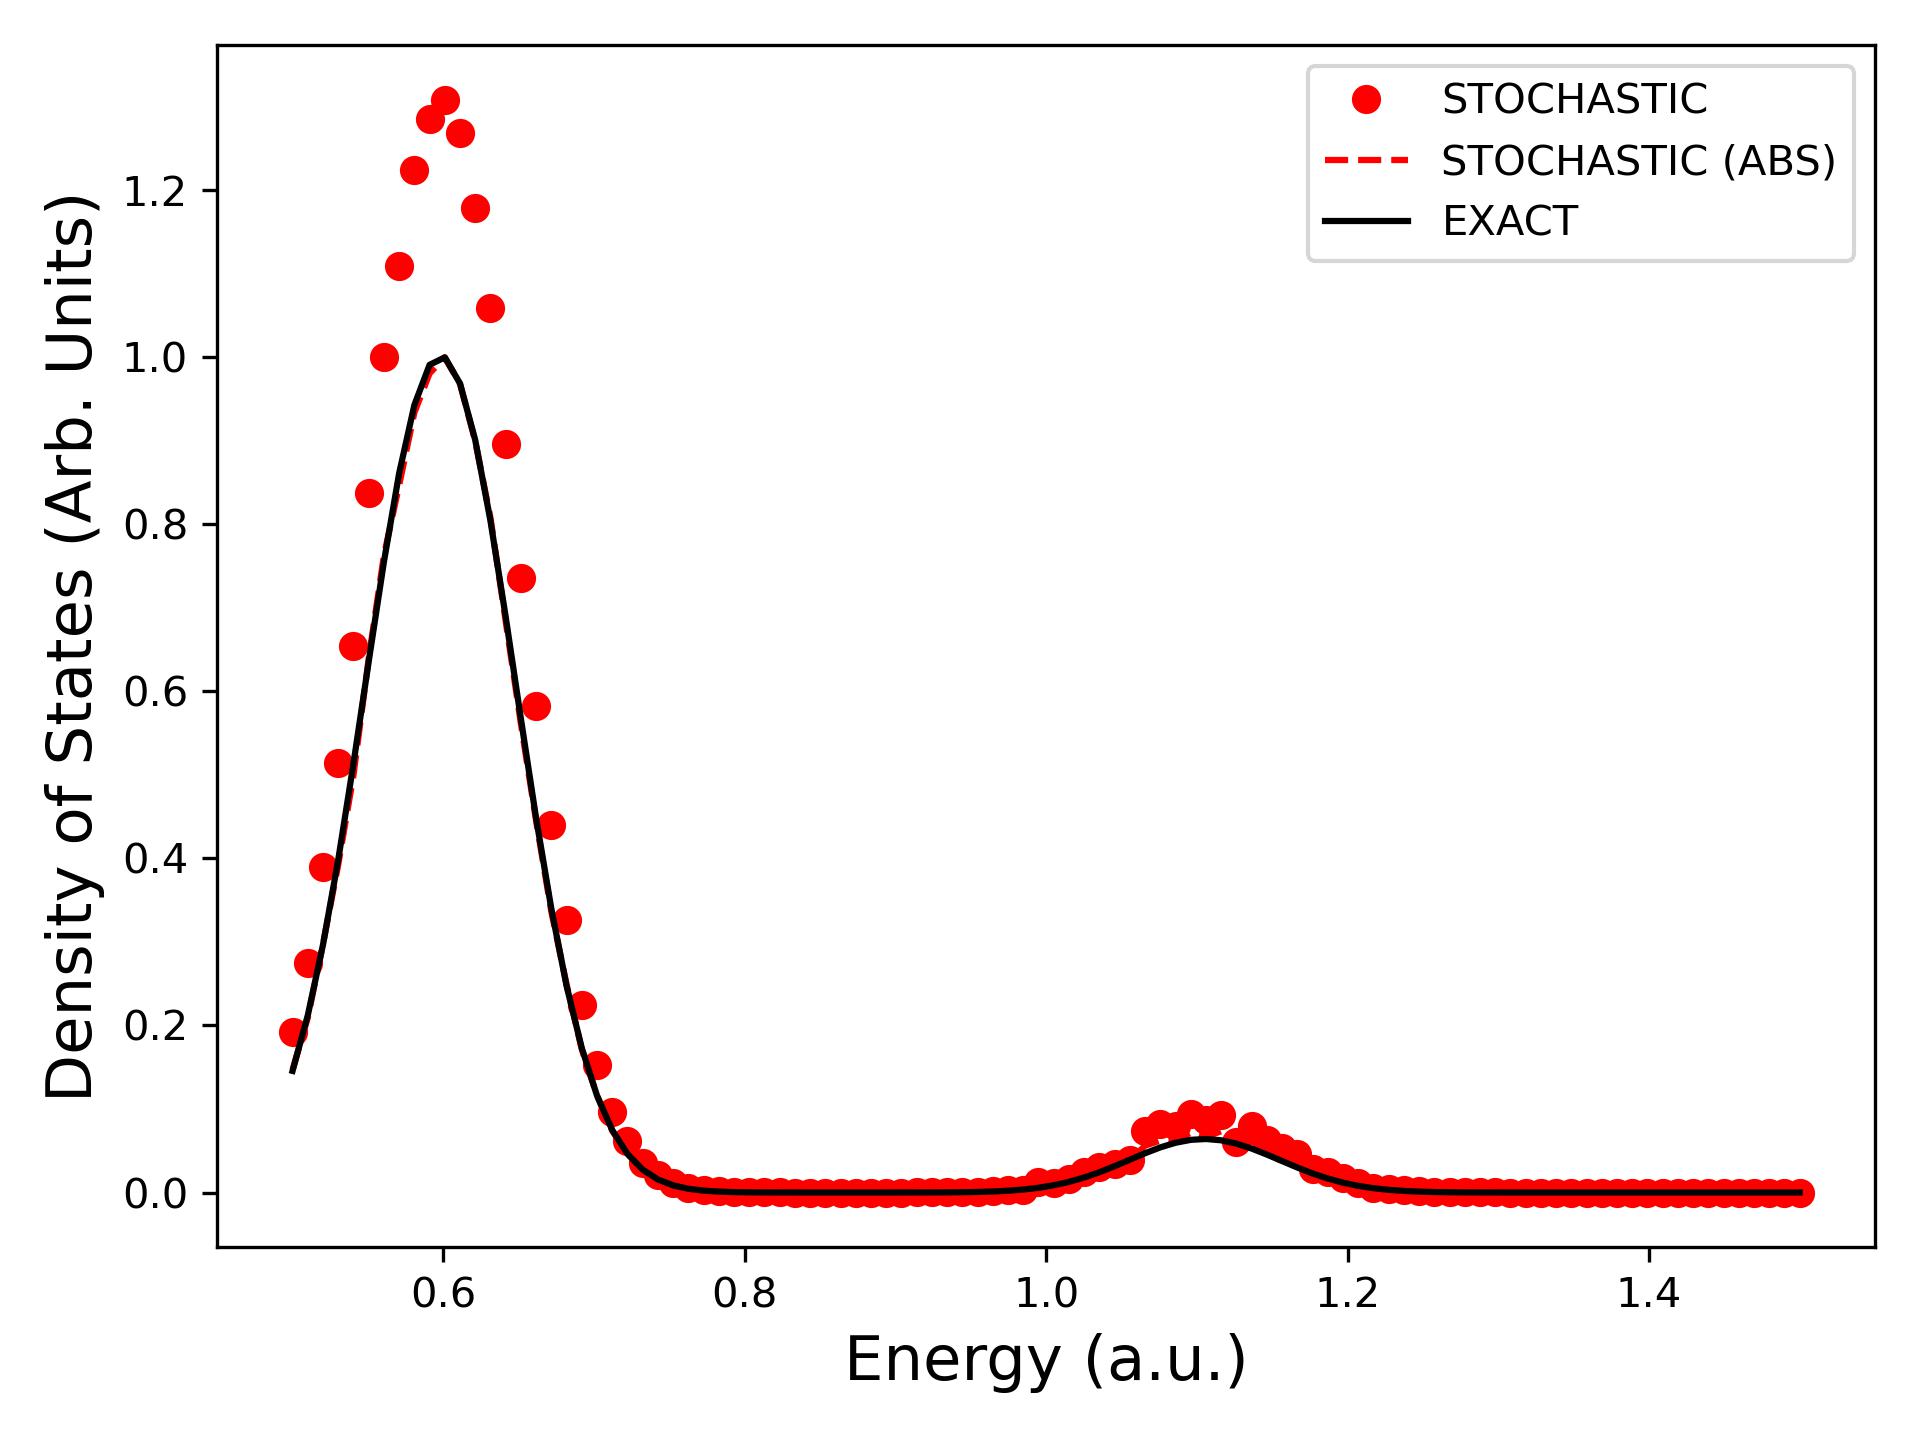 STOCHASTIC
STOCHASTIC (ABS)
EXACT
Density of States (Arb. Units)
1.2
1.0
0.8
0.6
0.4
0.2
0.0
0.6 0.8 1.0 1.2 1.4
Energy (a.u.)